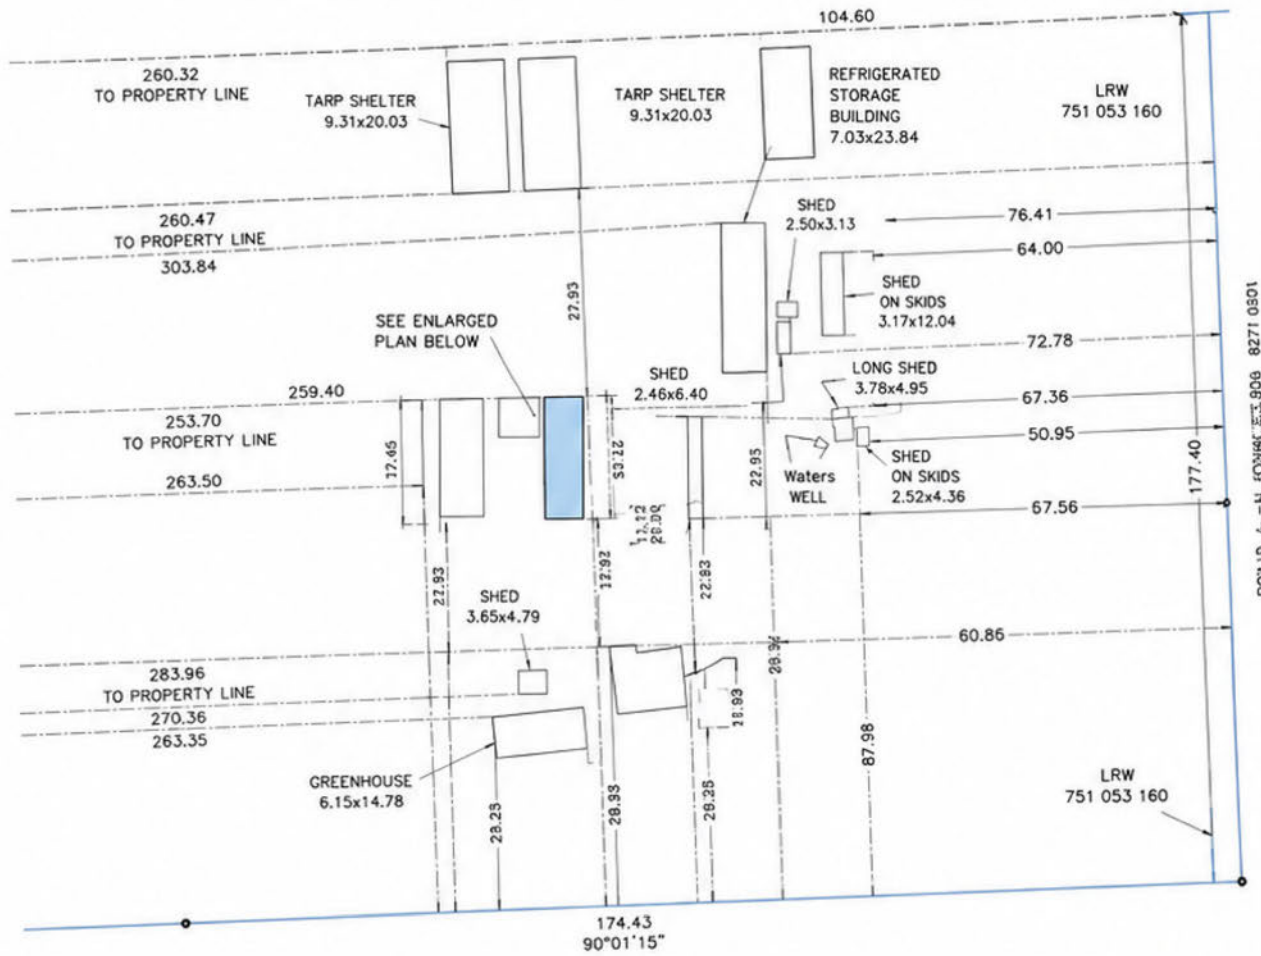 104.60
260.32
TO PROPERTY LINE
TARP SHELTER
9.31x20.03
TARP SHELTER
9.31x20.03
REFRIGERATED
STORAGE
BUILDING
7.03x23.84
LRW
751 053 160
260.47
TO PROPERTY LINE
303.84
SHED
2.50x3.13
76.41
64.00
SHED
ON SKIDS
3.17x12.04
27.93
SEE ENLARGED
PLAN BELOW
72.78
SHED
2.46x6.40
LONG SHED
3.78x4.95
67.36
259.40
253.70
TO PROPERTY LINE
263.50
17.45
22.95
Waters
WELL
50.95
SHED
ON SKIDS
2.52x4.36
177.40
67.56
8271 0801
27.93
12.92
22.93
SHED
3.65x4.79
60.86
283.96
TO PROPERTY LINE
270.36
263.35
28.93
87.98
GREENHOUSE
6.15x14.78
28.25
28.93
28.25
LRW
751 053 160
174.43
90°01'15"